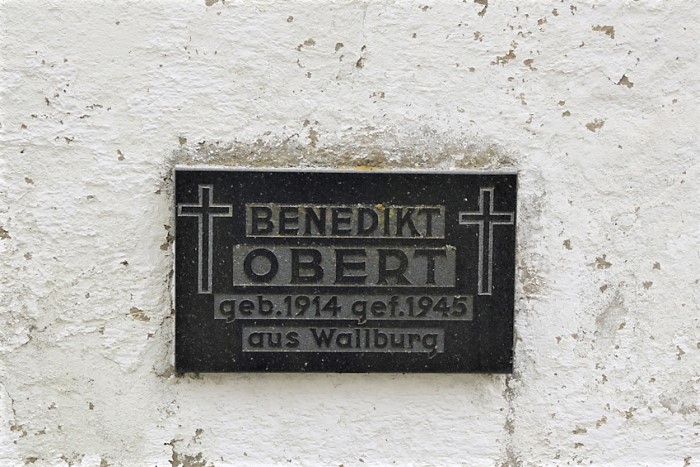 BENEDIKT
OBERT
geb.1914 gef.1945
aus Wallburg